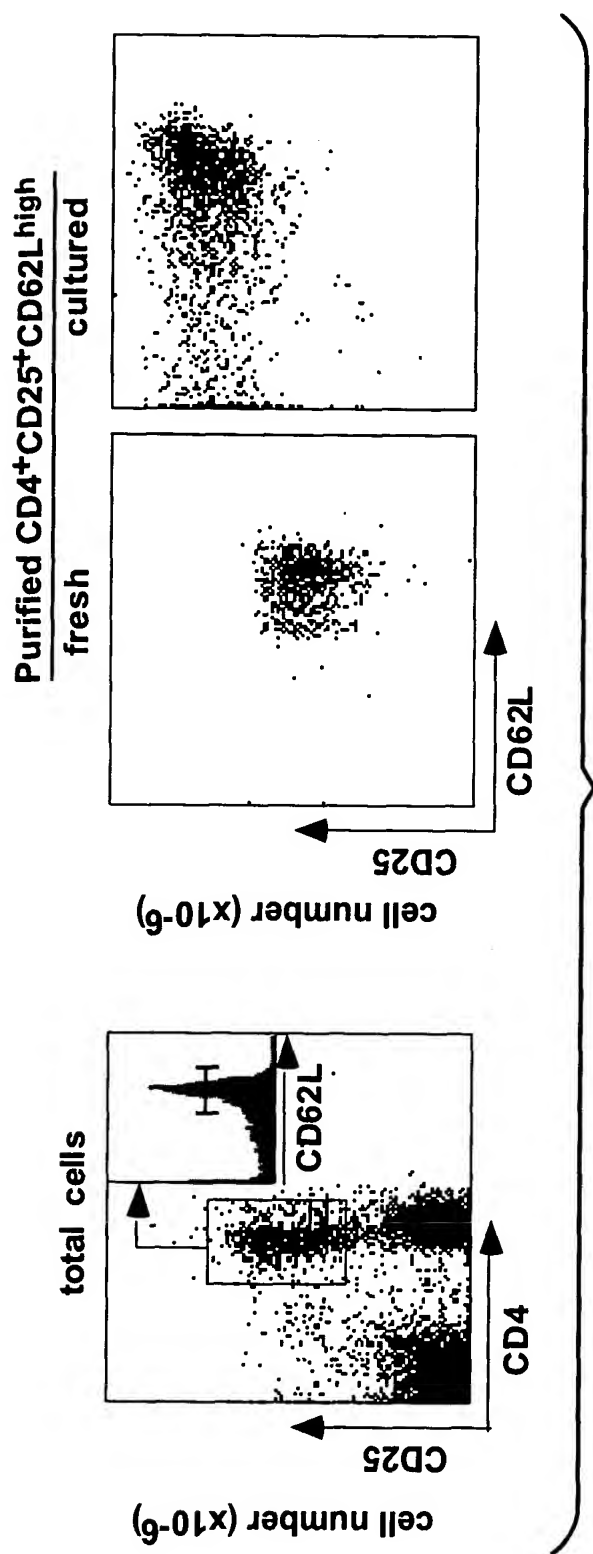 total cells
CD62L
CD25
CD4
cell number (x10-6)
Purified CD4+CD25+CD62Lhigh
fresh
cultured
CD25
CD62L
cell number (x10-6)